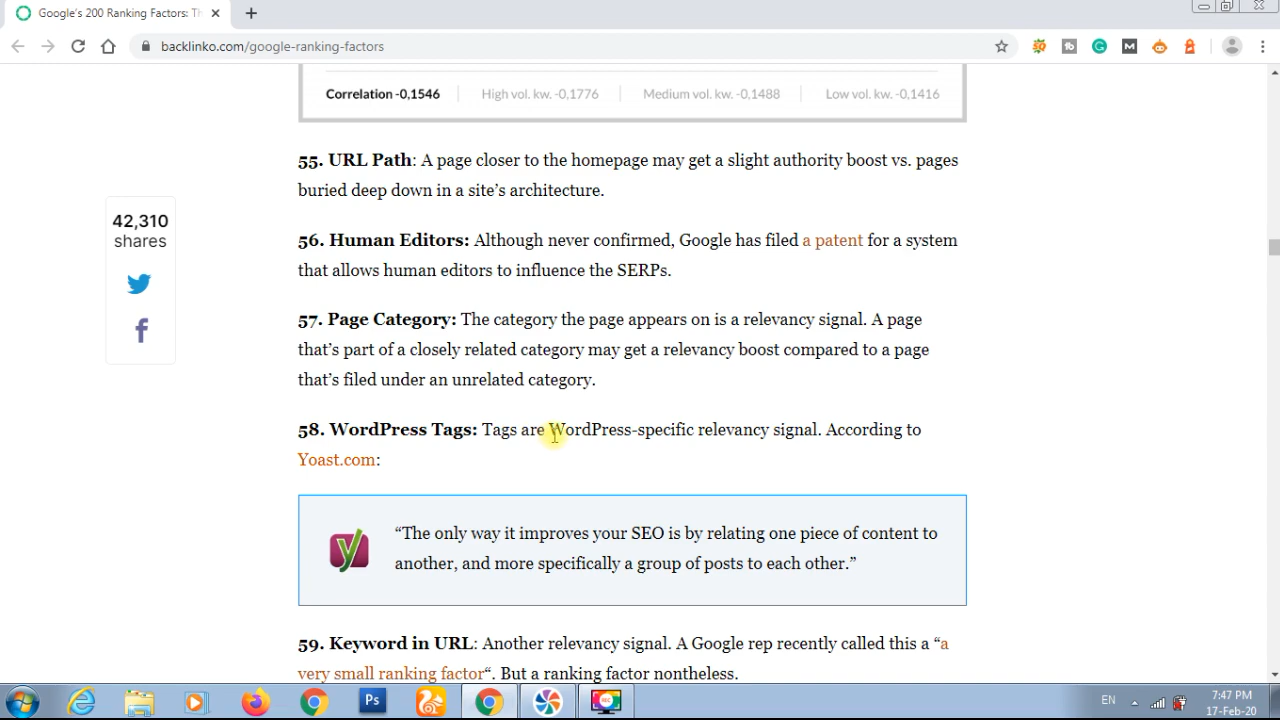 Google's 200 Ranking Factors: Th
backlinko.com/google-ranking-factors
Correlation -0,1546 High vol. kw. -0,1776 Medium vol. kw. -0,1488 Low vol. kw. -0,1416
55. URL Path: A page closer to the homepage may get a slight authority boost vs. pages
buried deep down in a site's architecture.
42,310
shares
56. Human Editors: Although never confirmed, Google has filed a patent for a system
that allows human editors to influence the SERPs.
57. Page Category: The category the page appears on is a relevancy signal. A page
that's part of a closely related category may get a relevancy boost compared to a page
that's filed under an unrelated category.
58. WordPress Tags: Tags are WordPress-specific relevancy signal. According to
Yoast.com:
“The only way it improves your SEO is by relating one piece of content to
another, and more specifically a group of posts to each other.”
59. Keyword in URL: Another relevancy signal. A Google rep recently called this a “a
very small ranking factor“. But a ranking factor nontheless.
Ps
EN
7:47 PM
17-Feb-20